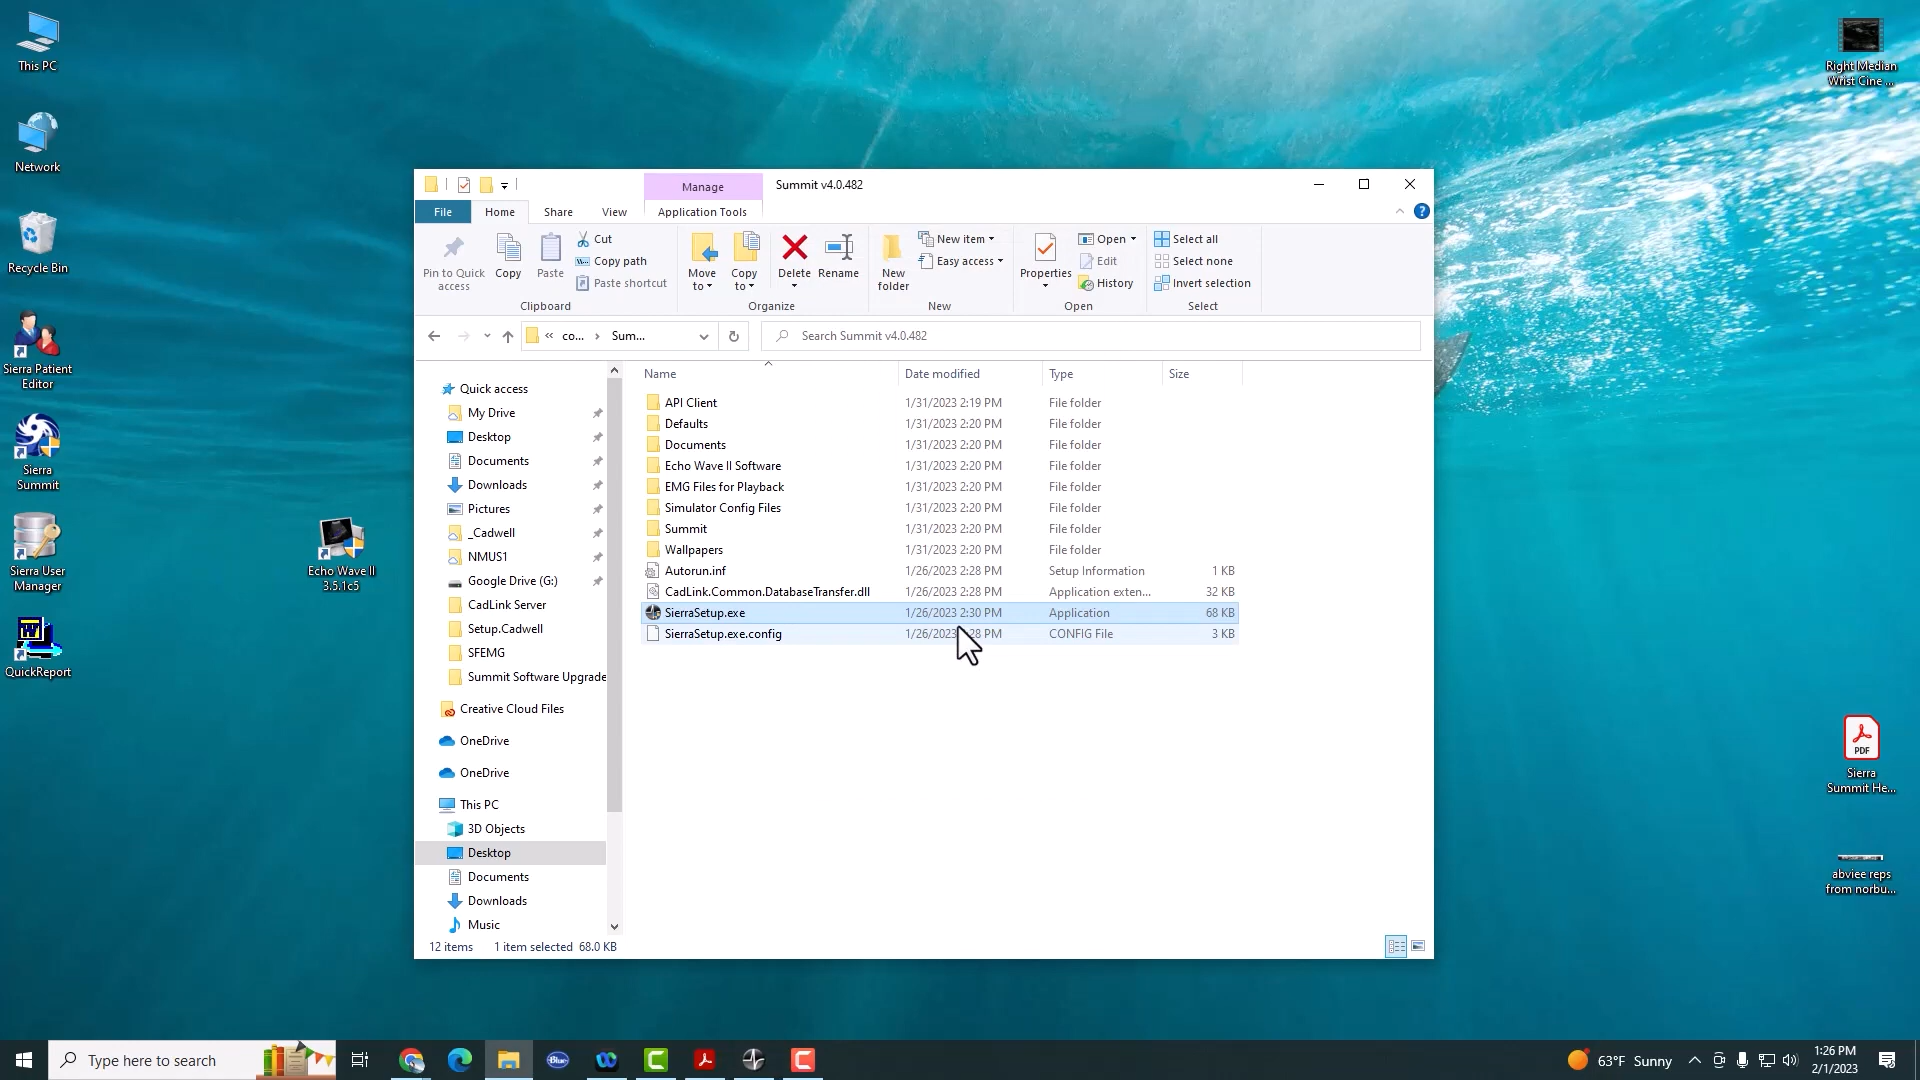 This PC
Network
Recycle Bin
Sierra Patient
Editor
Sierra
Summit
Sierra User
Manager
QuickReport
Echo Wave II
3.5.1c5
Right Median
Wrist Cine ...
PDF
Sierra
Summit He...
abviee reps
from norbu...
Manage
Summit v4.0.482
File
Home
Share
View
Application Tools
Pin to Quick
access
Copy
Paste
Cut
Copy path
Paste shortcut
Clipboard
Move
to
Copy
to
Delete
Rename
Organize
New
folder
New item
Easy access
New
Properties
Open
Edit
History
Open
Select all
Select none
Invert selection
Select
« co... › Sum...
Search Summit v4.0.482
Quick access
My Drive
Desktop
Documents
Downloads
Pictures
_Cadwell
NMUS1
Google Drive (G:)
CadLink Server
Setup.Cadwell
SFEMG
Summit Software Upgrade
Creative Cloud Files
OneDrive
OneDrive
This PC
3D Objects
Desktop
Documents
Downloads
Music
Name Date modified Type Size
API Client 1/31/2023 2:19 PM File folder
Defaults 1/31/2023 2:20 PM File folder
Documents 1/31/2023 2:20 PM File folder
Echo Wave II Software 1/31/2023 2:20 PM File folder
EMG Files for Playback 1/31/2023 2:20 PM File folder
Simulator Config Files 1/31/2023 2:20 PM File folder
Summit 1/31/2023 2:20 PM File folder
Wallpapers 1/31/2023 2:20 PM File folder
Autorun.inf 1/26/2023 2:28 PM Setup Information 1 KB
CadLink.Common.DatabaseTransfer.dll 1/26/2023 2:28 PM Application exten... 32 KB
SierraSetup.exe 1/26/2023 2:30 PM Application 68 KB
SierraSetup.exe.config 1/26/2023 :28 PM CONFIG File 3 KB
12 items 1 item selected 68.0 KB
Type here to search
Blue
63°F Sunny
1:26 PM
2/1/2023